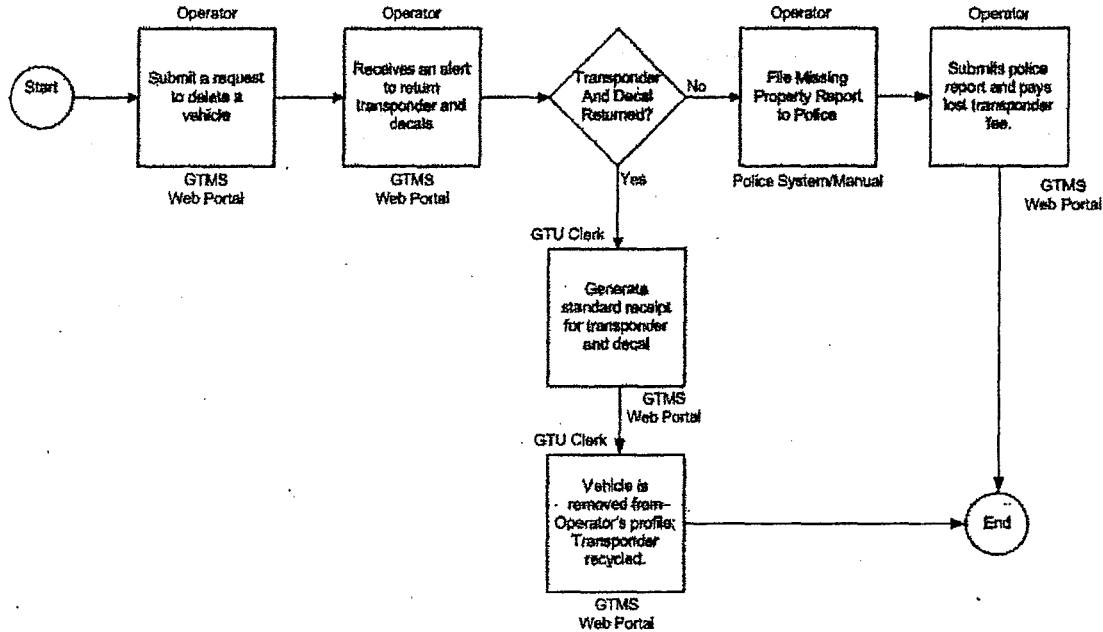 Operator
Operator
Operator
Operator
Start
Submit a request
to delete a
vehicle
Receives an alert
to return
transponder and
decals
Transponder
And Decal
Returned?
No
File Missing
Property Report
to Police
Submits police
report and pays
lost transponder
fee.
GTMS
Web Portal
GTMS
Web Portal
Yes
Police System/Manual
GTMS
Web Portal
GTU Clerk
Generate
standard receipt
for transponder
and decal
GTMS
Web Portal
GTU Clerk
Vehicle is
removed from
Operator's profile;
Transponder
recycled.
End
GTMS
Web Portal